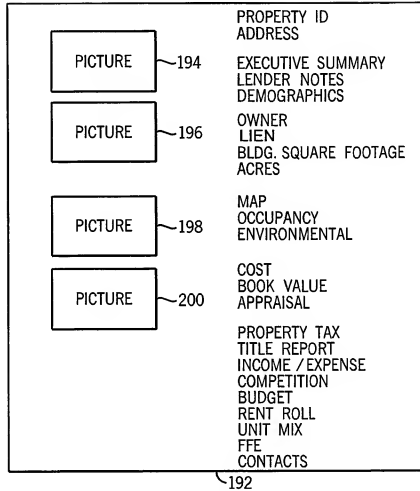 PROPERTY ID
ADDRESS
PICTURE
194
EXECUTIVE SUMMARY
LENDER NOTES
DEMOGRAPHICS
PICTURE
196
OWNER
LIEN
BLDG. SQUARE FOOTAGE
ACRES
PICTURE
198
MAP
OCCUPANCY
ENVIRONMENTAL
PICTURE
200
COST
BOOK VALUE
APPRAISAL
PROPERTY TAX
TITLE REPORT
INCOME / EXPENSE
COMPETITION
BUDGET
RENT ROLL
UNIT MIX
FFE
CONTACTS
192